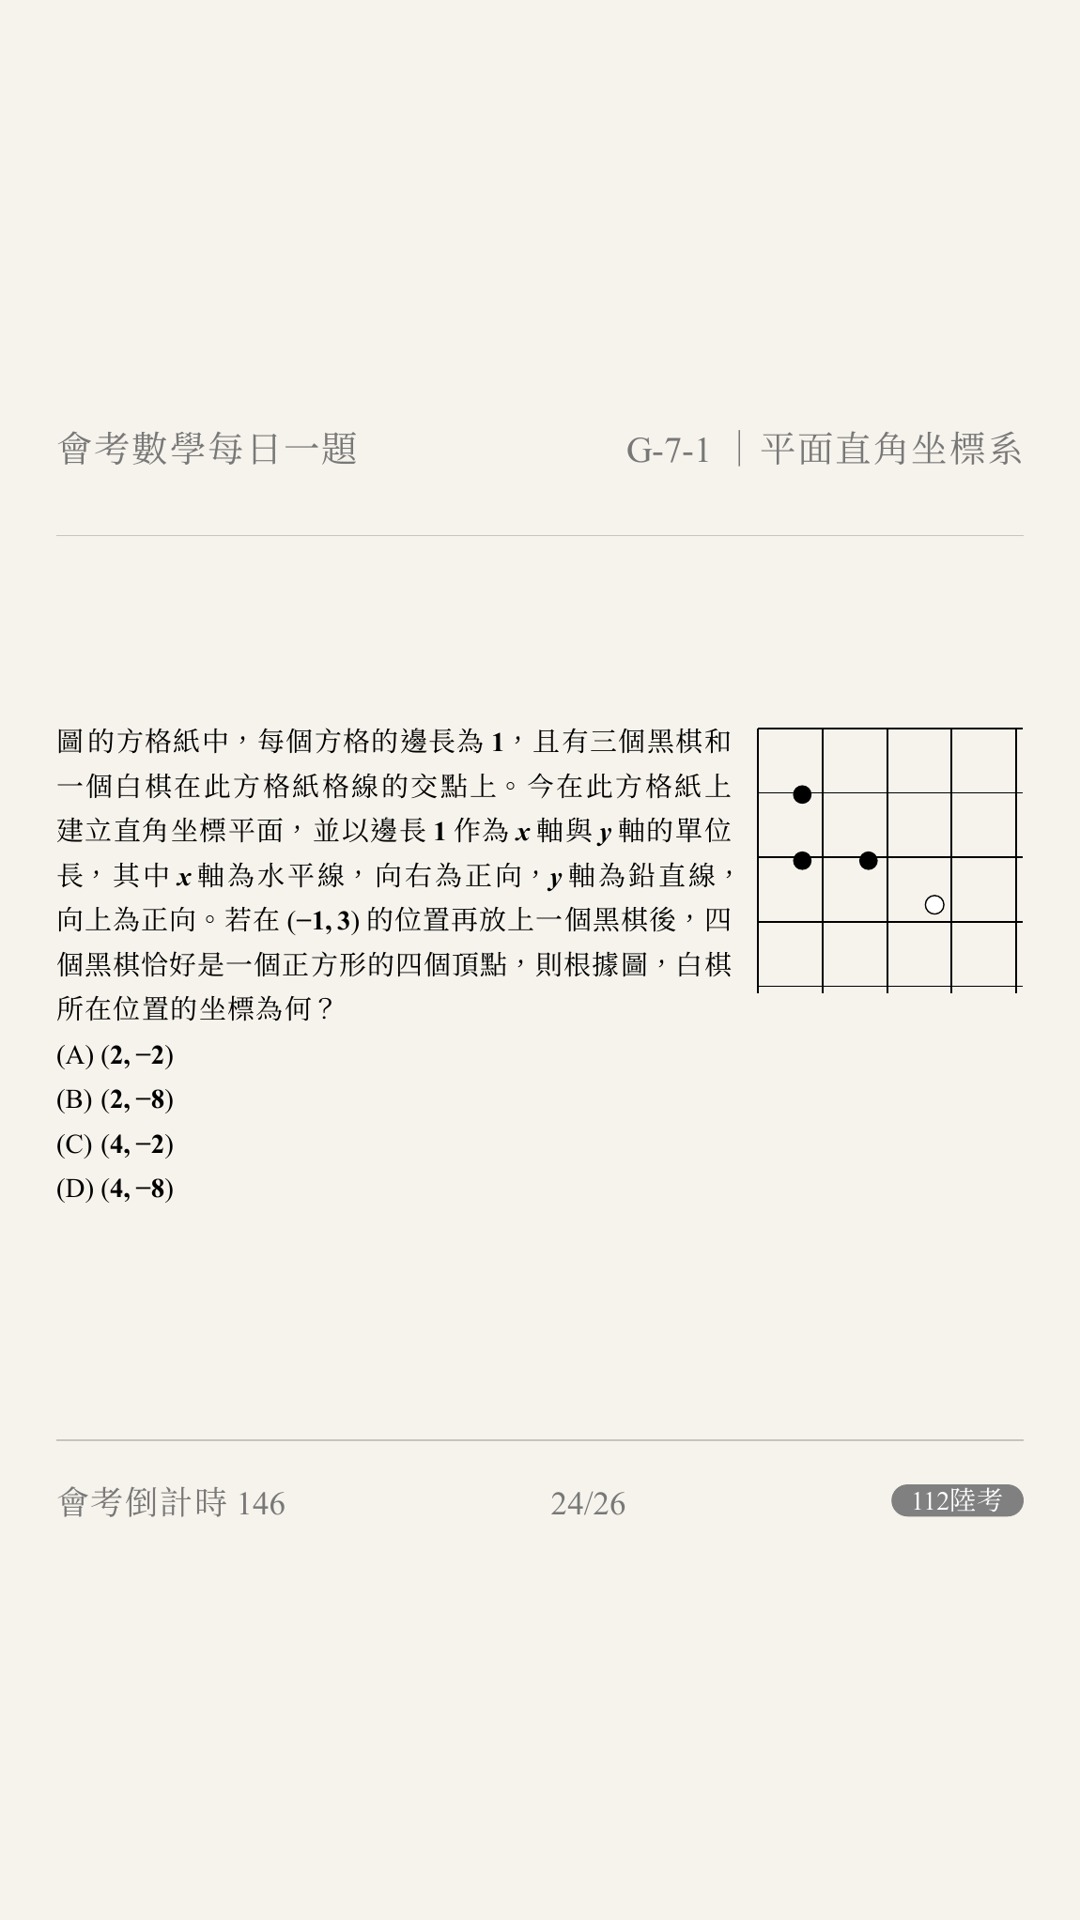 會考數學每日一題
G-7-1｜平面直角坐標系
圖的方格紙中，每個方格的邊長為 1，且有三個黑棋和
一個白棋在此方格紙格線的交點上。今在此方格紙上
建立直角坐標平面，並以邊長 1 作為 x 軸與 y 軸的單位
長，其中 x 軸為水平線，向右為正向，y 軸為鉛直線，
向上為正向。若在 (−1, 3) 的位置再放上一個黑棋後，四
個黑棋恰好是一個正方形的四個頂點，則根據圖，白棋
所在位置的坐標為何？
(A) (2, −2)
(B) (2, −8)
(C) (4, −2)
(D) (4, −8)
會考倒計時 146
24/26
112陸考